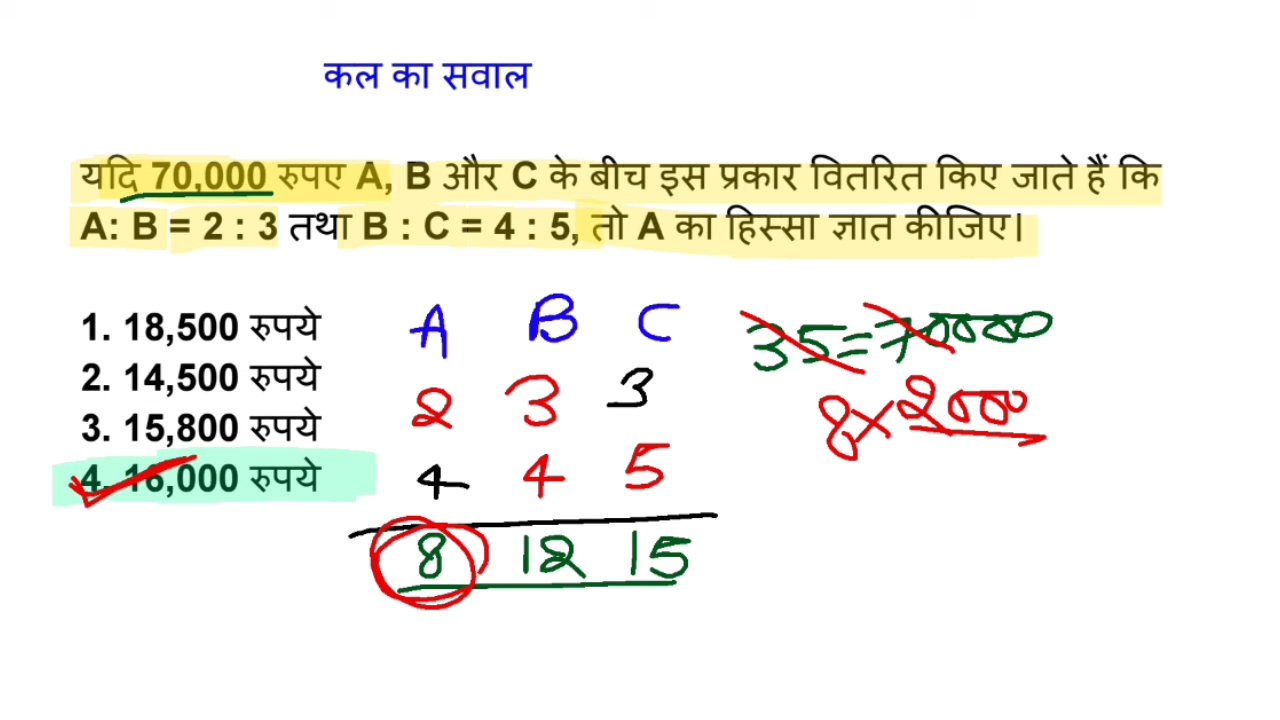 कल का सवाल
यदि 70,000 रुपए A, B और C के बीच इस प्रकार वितरित किए जाते हैं कि
A: B = 2 : 3 तथा B : C = 4 : 5, तो A का हिस्सा ज्ञात कीजिए।
1. 18,500 रुपये
2. 14,500 रुपये
3. 15,800 रुपये
4. 16,000 रुपये
A B C
2 3 3
4 4 5
8 12 15
35=70000
8×2000